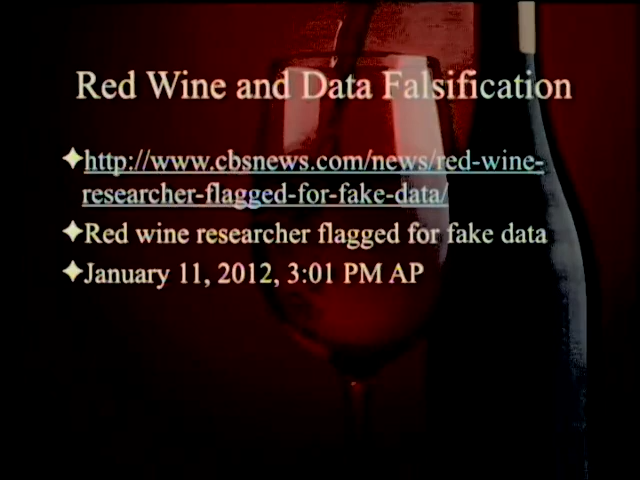 Red Wine and Data Falsification
http://www.cbsnews.com/news/red-wine-
researcher-flagged-for-fake-data/
Red wine researcher flagged for fake data
January 11, 2012, 3:01 PM AP